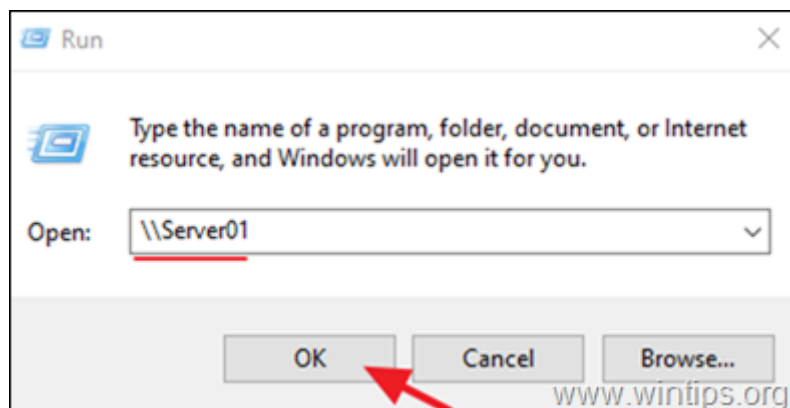 Run
Type the name of a program, folder, document, or Internet
resource, and Windows will open it for you.
Open: \\Server01
OK Cancel Browse...
www.wintips.org